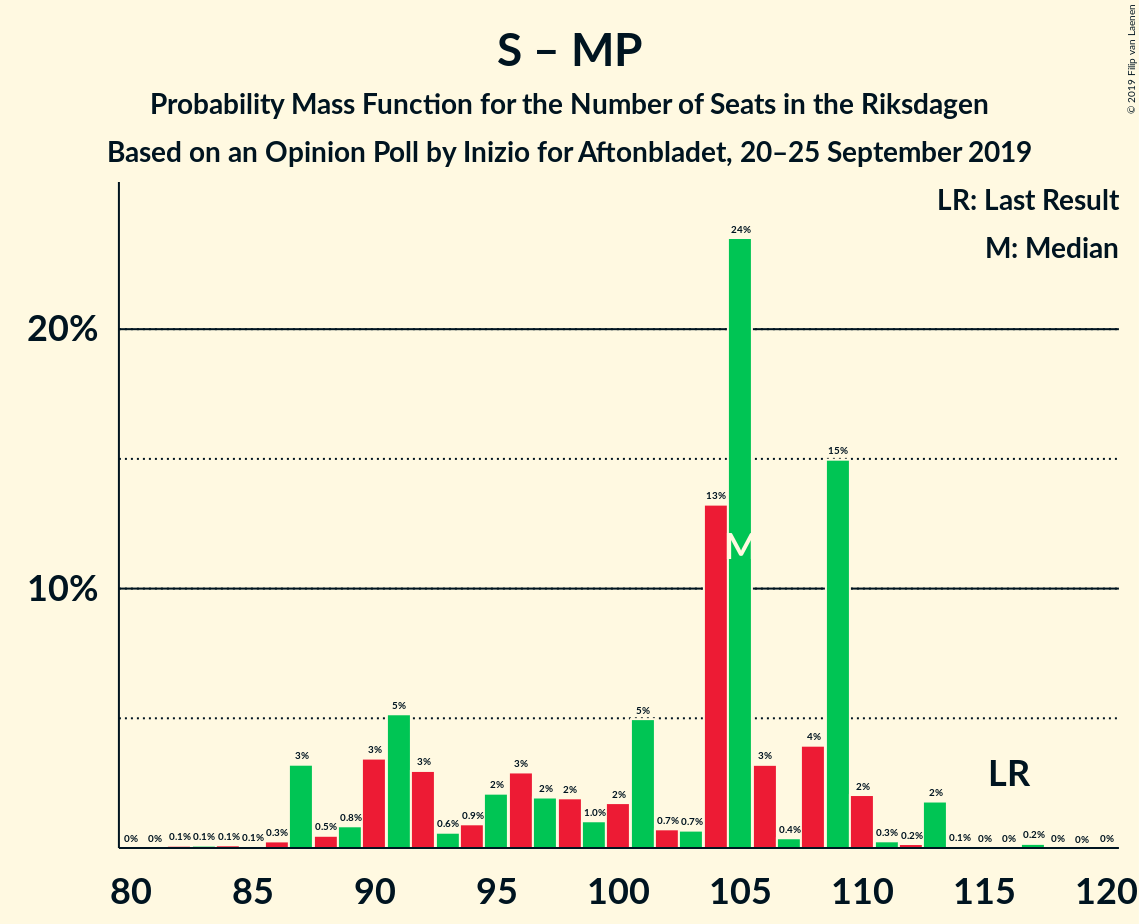 © 2019 Filip van Laenen
S – MP
Probability Mass Function for the Number of Seats in the Riksdagen
Based on an Opinion Poll by Inizio for Aftonbladet, 20–25 September 2019
LR: Last Result
M: Median
20%
10%
0% 0% 0.1% 0.1% 0.1% 0.1% 0.3% 3% 0.5% 0.8% 3% 5% 3% 0.6% 0.9% 2% 3% 2% 2% 1.0% 2% 5% 0.7% 0.7% 13% 24% 3% 0.4% 4% 15% 2% 0.3% 0.2% 2% 0.1% 0% 0% 0.2% 0% 0% 0%
M
LR
80 85 90 95 100 105 110 115 120